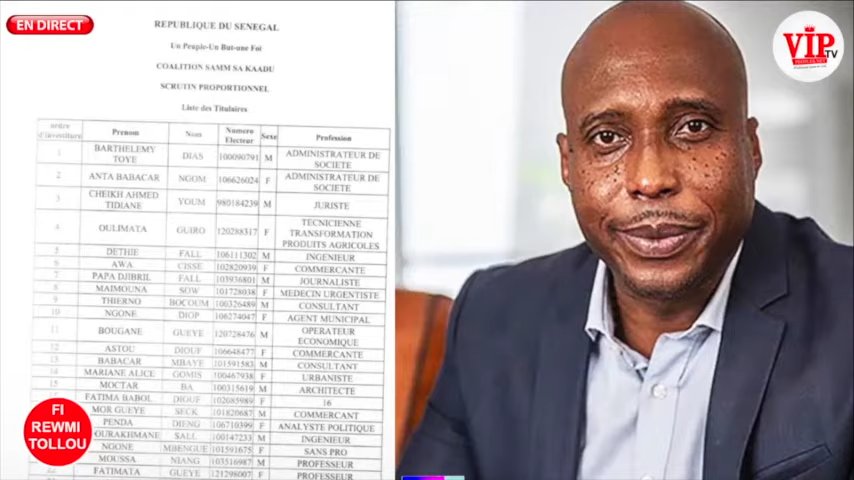 EN DIRECT
REPUBLIQUE DU SENEGAL
Un Peuple-Un But-une Foi
COALITION SAMM SA KAADU
SCRUTIN PROPORTIONNEL
Liste des Titulaires
ordre d'investiture Prenom Nom Numero Electeur Sexe Profession
1 BARTHELEMY TOYE DIAS 100090791 M ADMINISTRATEUR DE SOCIETE
2 ANTA BABACAR NGOM 106626024 F ADMINISTRATEUR DE SOCIETE
3 CHEIKH AHMED TIDIANE YOUM 980184239 M JURISTE
4 OULIMATA GUIRO 120288317 F TECNICIENNE TRANSFORMATION PRODUITS AGRICOLES
5 DETHIE FALL 106111302 M INGENIEUR
6 AWA CISSE 102820939 F COMMERCANTE
7 PAPA DJIBRIL FALL 103936801 M JOURNALISTE
8 MAIMOUNA SOW 101728038 F MEDECIN URGENTISTE
9 THIERNO BOCOUM 100326489 M CONSULTANT
10 NGONE DIOP 106274047 F AGENT MUNICIPAL
11 BOUGANE GUEYE 120728476 M OPERATEUR ECONOMIQUE
12 ASTOU DIOUF 106648477 F COMMERCANTE
13 BABACAR MBAYE 101591583 M CONSULTANT
14 MARIANE ALICE GOMIS 100467938 F URBANISTE
15 MOCTAR BA 100315619 M ARCHITECTE
FATIMA BABOL DIOUF 102085989 F 16
MOR GUEYE SECK 101820687 M COMMERCANT
PENDA DIENG 106710399 F ANALYSTE POLITIQUE
OURAKHMANE SALL 100147233 M INGENIEUR
NGONE MBENGUE 101591675 F SANS PRO
MOUSSA NIANG 103516987 M PROFESSEUR
FATIMATA GUEYE 121298007 F PROFESSEUR
FI
REWMI
TOLLOU
VIP
TV